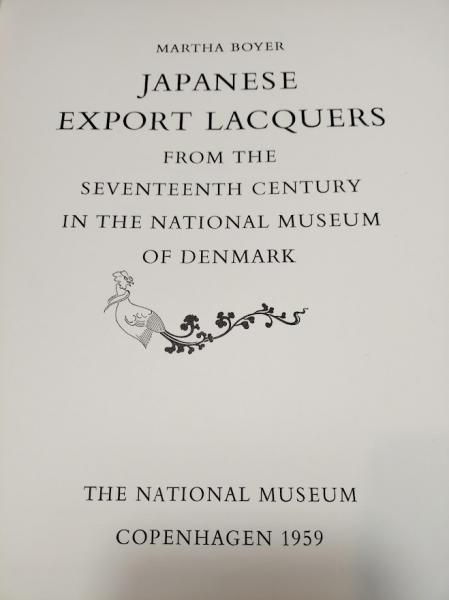 MARTHA BOYER
JAPANESE
EXPORT LACQUERS
FROM THE
SEVENTEENTH CENTURY
IN THE NATIONAL MUSEUM
OF DENMARK
THE NATIONAL MUSEUM
COPENHAGEN 1959